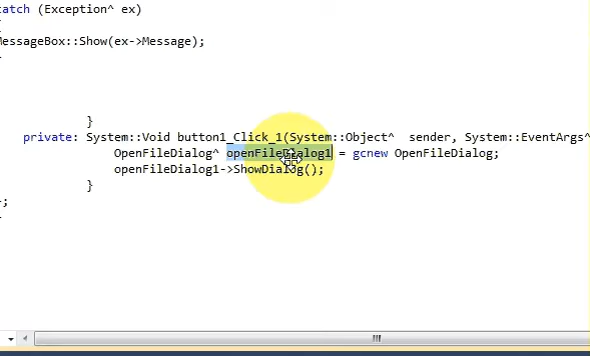 atch (Exception^ ex)
{
MessageBox::Show(ex->Message);
}
}
private: System::Void button1_Click_1(System::Object^  sender, System::EventArgs^
OpenFileDialog^ openFileDialog1 = gcnew OpenFileDialog;
openFileDialog1->ShowDialog();
}
};